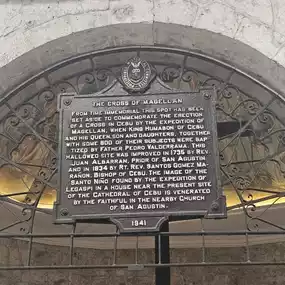 THE CROSS OF MAGELLAN
FROM TIME IMMEMORIAL THIS SPOT HAS BEEN
SET ASIDE TO COMMEMORATE THE ERECTION
OF A CROSS IN CEBU BY THE EXPEDITION OF
MAGELLAN, WHEN KING HUMABON OF CEBU
AND HIS QUEEN, SON AND DAUGHTERS, TOGETHER
WITH SOME 800 OF THEIR SUBJECTS WERE BAP
TIZED BY FATHER PEDRO VALDERRAMA. THIS
HALLOWED SITE WAS IMPROVED IN 1735 BY REV.
JUAN ALBARRAN, PRIOR OF SAN AGUSTIN,
AND IN 1834 BY RT. REV. SANTOS GOMEZ MA-
RAÑON, BISHOP OF CEBU. THE IMAGE OF THE
SANTO NIÑO FOUND BY THE EXPEDITION OF
LEGASPI IN A HOUSE NEAR THE PRESENT SITE
OF THE CATHEDRAL OF CEBU IS VENERATED
BY THE FAITHFUL IN THE NEARBY CHURCH
OF SAN AGUSTIN.
1941